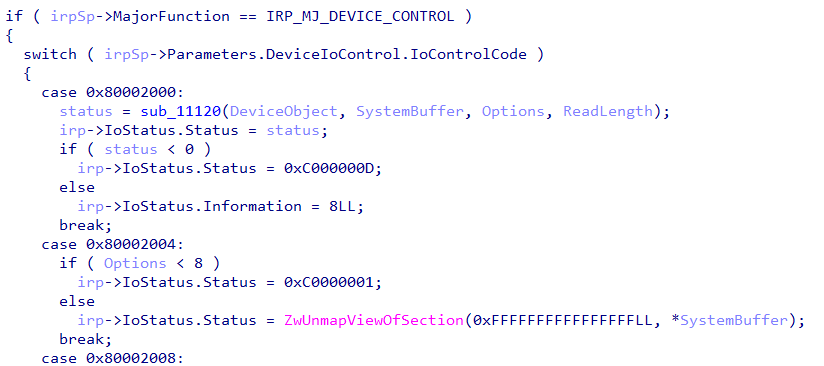 if ( irpSp->MajorFunction == IRP_MJ_DEVICE_CONTROL )
{
  switch ( irpSp->Parameters.DeviceIoControl.IoControlCode )
  {
    case 0x80002000:
      status = sub_11120(DeviceObject, SystemBuffer, Options, ReadLength);
      irp->IoStatus.Status = status;
      if ( status < 0 )
        irp->IoStatus.Status = 0xC000000D;
      else
        irp->IoStatus.Information = 8LL;
      break;
    case 0x80002004:
      if ( Options < 8 )
        irp->IoStatus.Status = 0xC0000001;
      else
        irp->IoStatus.Status = ZwUnmapViewOfSection(0xFFFFFFFFFFFFFFFFLL, *SystemBuffer);
      break;
    case 0x80002008: